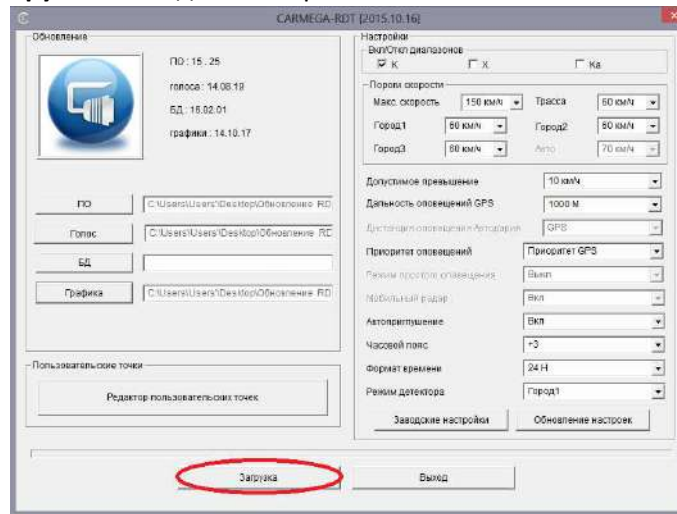 CARMEGA-RDT [2015.10.16]
Обновление
ПО: 15. 25
голоса: 14.08.19
БД: 16.02.01
графики: 14.10.17
ПО C:\Users\Users\Desktop\Обновление RD
Голос C:\Users\Users\Desktop\Обновление RD
БД
Графика C:\Users\Users\Desktop\Обновление RD
Пользовательские точки
Редактор пользовательских точек
Настройки
Вкл/Откл диапазонов
K X Ka
Пороги скорости
Макс. скорость 150 км/ч Трасса 60 км/ч
Город1 60 км/ч Город2 60 км/ч
Город3 60 км/ч Авто 70 км/ч
Допустимое превышение 10 км/ч
Дальность оповещений GPS 1000 М
Дистанция оповещения Автодария GPS
Приоритет оповещений Приоритет GPS
Режим простого оповещения Выкл
Мобильный радар Вкл
Автоприглушение Вкл
Часовой пояс +3
Формат времени 24 H
Режим детектора Город1
Заводские настройки Обновление настроек
Загрузка Выход